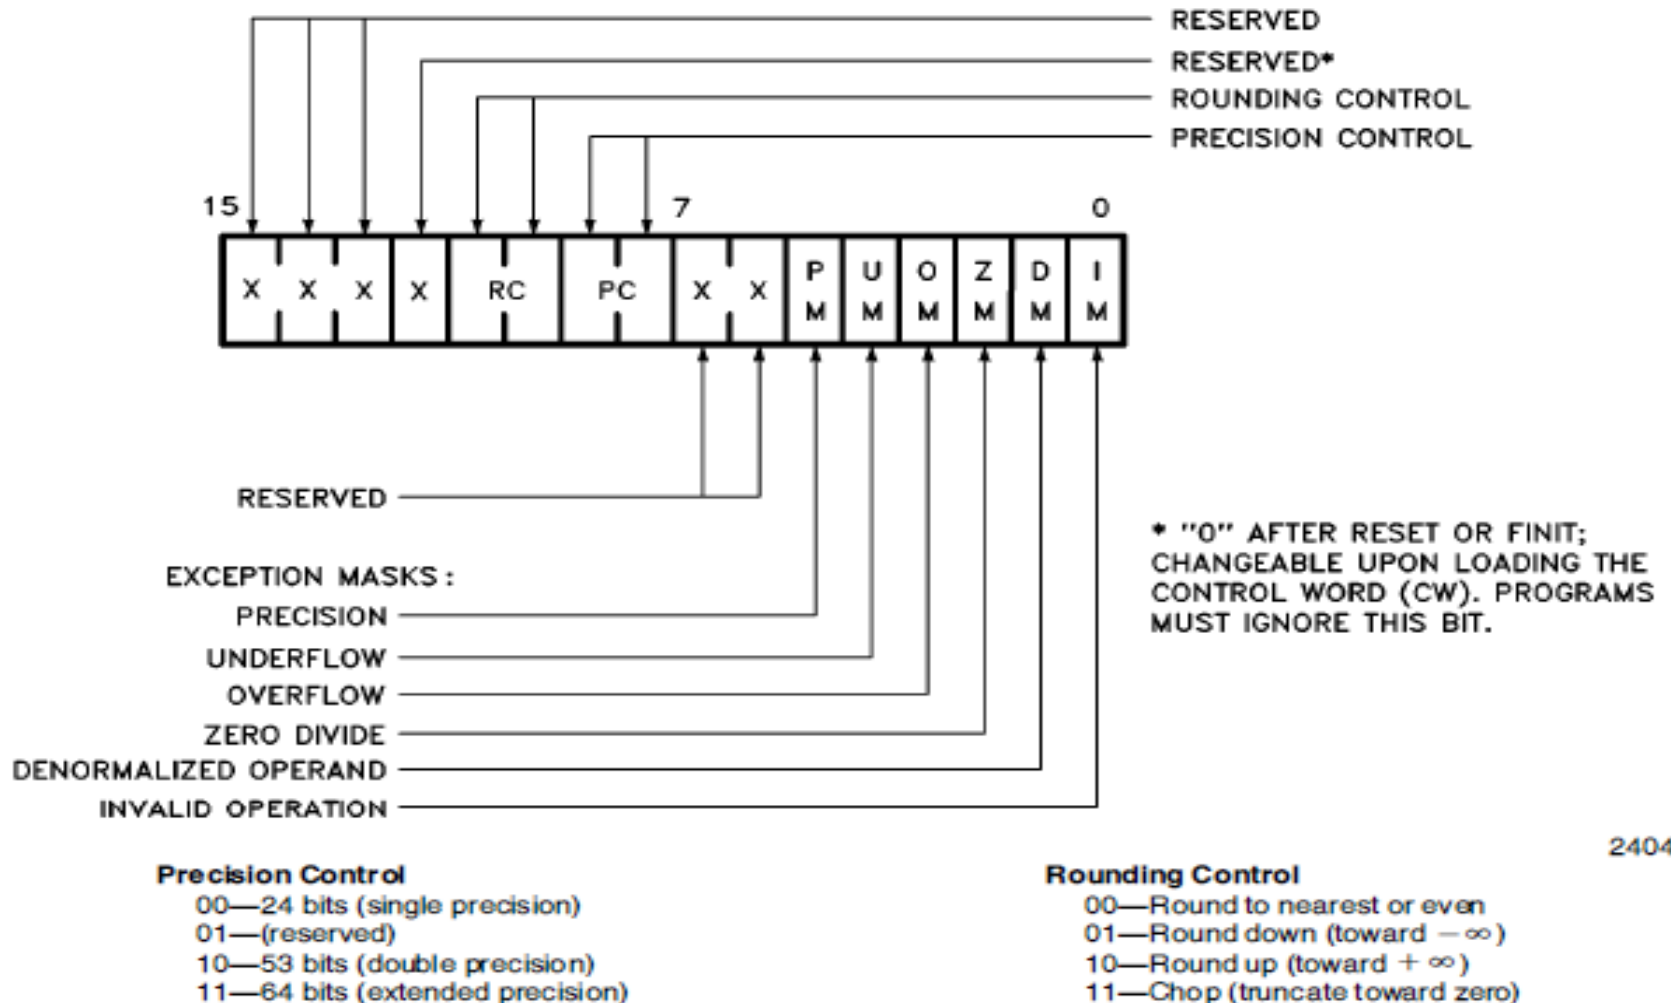 RESERVED
RESERVED*
ROUNDING CONTROL
PRECISION CONTROL
15 7 0
X X X X RC PC X X P M U M O M Z M D M I M
RESERVED
* "0" AFTER RESET OR FINIT;
CHANGEABLE UPON LOADING THE
CONTROL WORD (CW). PROGRAMS
MUST IGNORE THIS BIT.
EXCEPTION MASKS :
PRECISION
UNDERFLOW
OVERFLOW
ZERO DIVIDE
DENORMALIZED OPERAND
INVALID OPERATION
2404
Precision Control
00—24 bits (single precision)
01—(reserved)
10—53 bits (double precision)
11—64 bits (extended precision)
Rounding Control
00—Round to nearest or even
01—Round down (toward −∞)
10—Round up (toward +∞)
11—Chop (truncate toward zero)